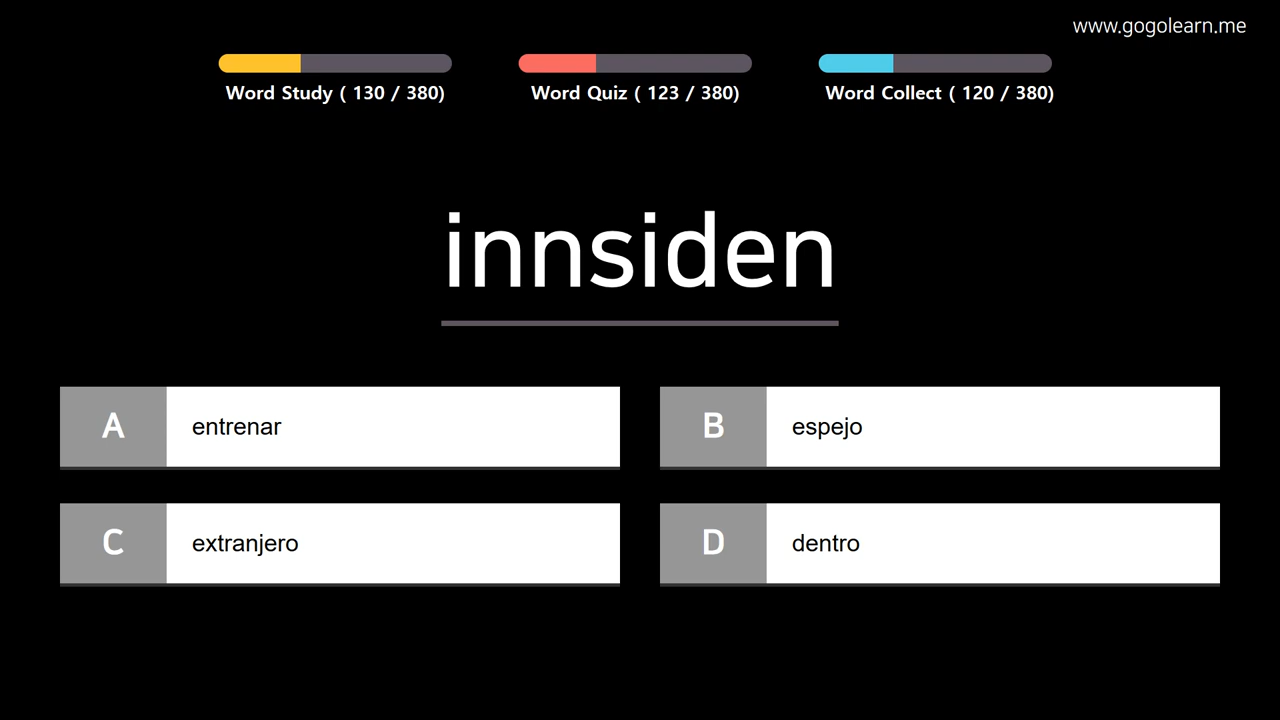 www.gogolearn.me
Word Study ( 130 / 380)
Word Quiz ( 123 / 380)
Word Collect ( 120 / 380)
innsiden
A entrenar
B espejo
C extranjero
D dentro